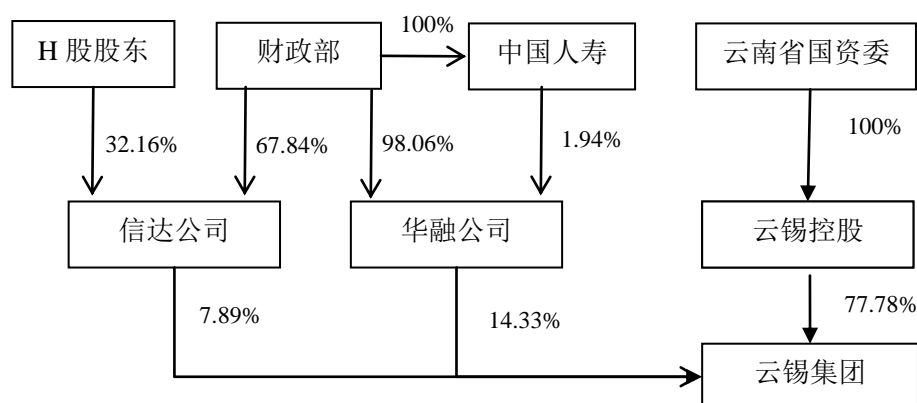 100%
H 股股东
财政部
中国人寿
云南省国资委
32.16%
67.84%
98.06%
1.94%
100%
信达公司
华融公司
云锡控股
7.89%
14.33%
77.78%
云锡集团